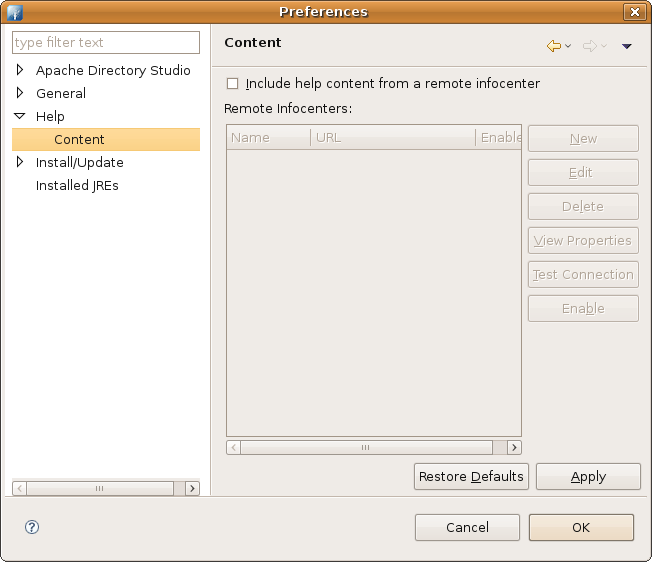 Preferences
type filter text
Apache Directory Studio
General
Help
Content
Install/Update
Installed JREs
Content
Include help content from a remote infocenter
Remote Infocenters:
Name URL Enable
New
Edit
Delete
View Properties
Test Connection
Enable
Restore Defaults Apply
Cancel OK